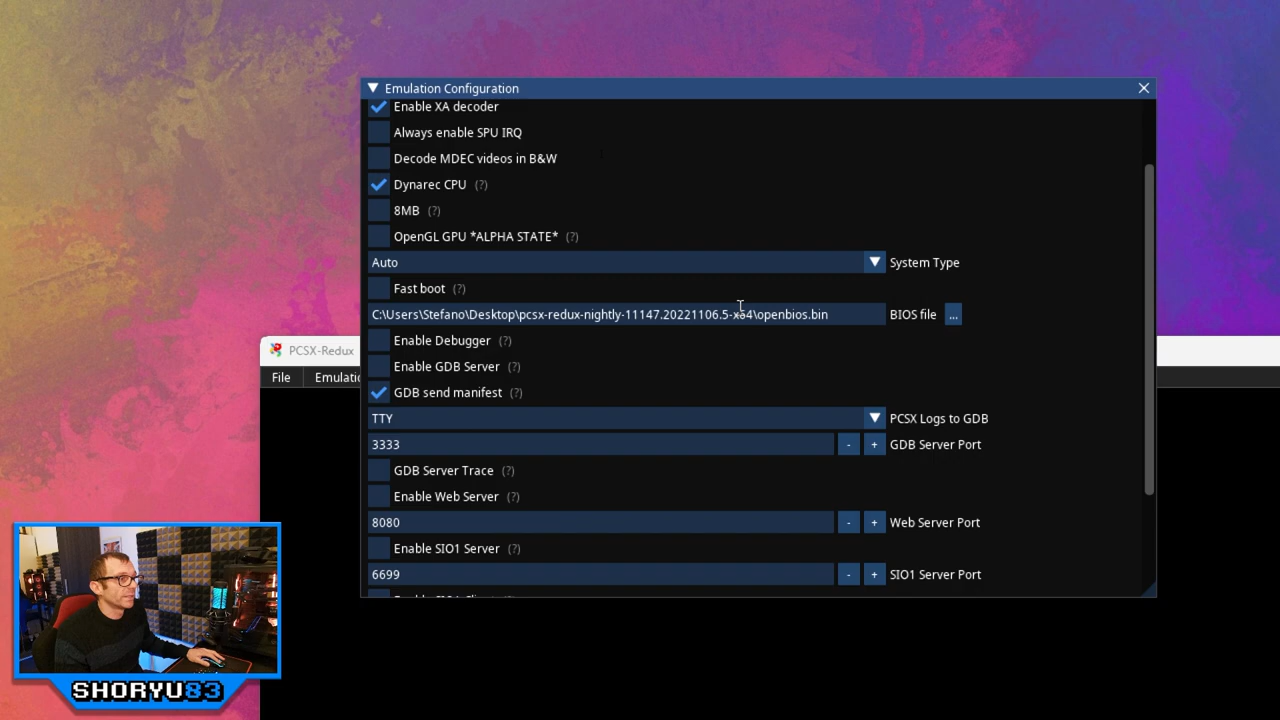 Emulation Configuration
Enable XA decoder
Always enable SPU IRQ
Decode MDEC videos in B&W
Dynarec CPU (?)
8MB (?)
OpenGL GPU *ALPHA STATE* (?)
Auto System Type
Fast boot (?)
C:\Users\Stefano\Desktop\pcsx-redux-nightly-11147.20221106.5-x64\openbios.bin BIOS file ...
Enable Debugger (?)
PCSX-Redux
Enable GDB Server (?)
File Emulatio
GDB send manifest (?)
TTY PCSX Logs to GDB
3333 - + GDB Server Port
GDB Server Trace (?)
Enable Web Server (?)
8080 - + Web Server Port
Enable SIO1 Server (?)
6699 - + SIO1 Server Port
SHORYU83